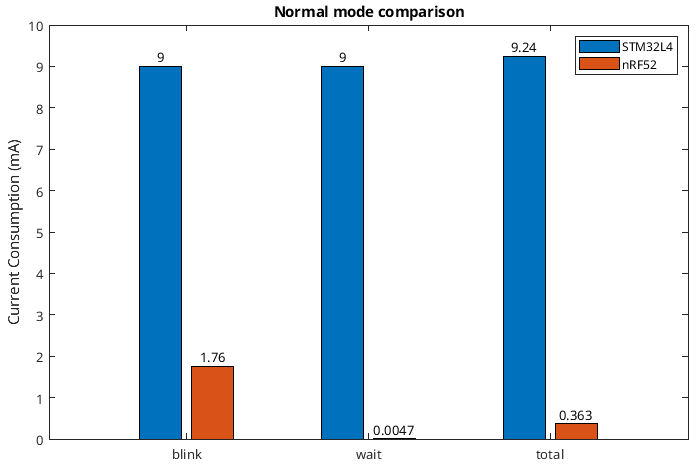 Normal mode comparison
STM32L4
nRF52
Current Consumption (mA)
10
9
8
7
6
5
4
3
2
1
0
9
1.76
9
0.0047
9.24
0.363
blink
wait
total